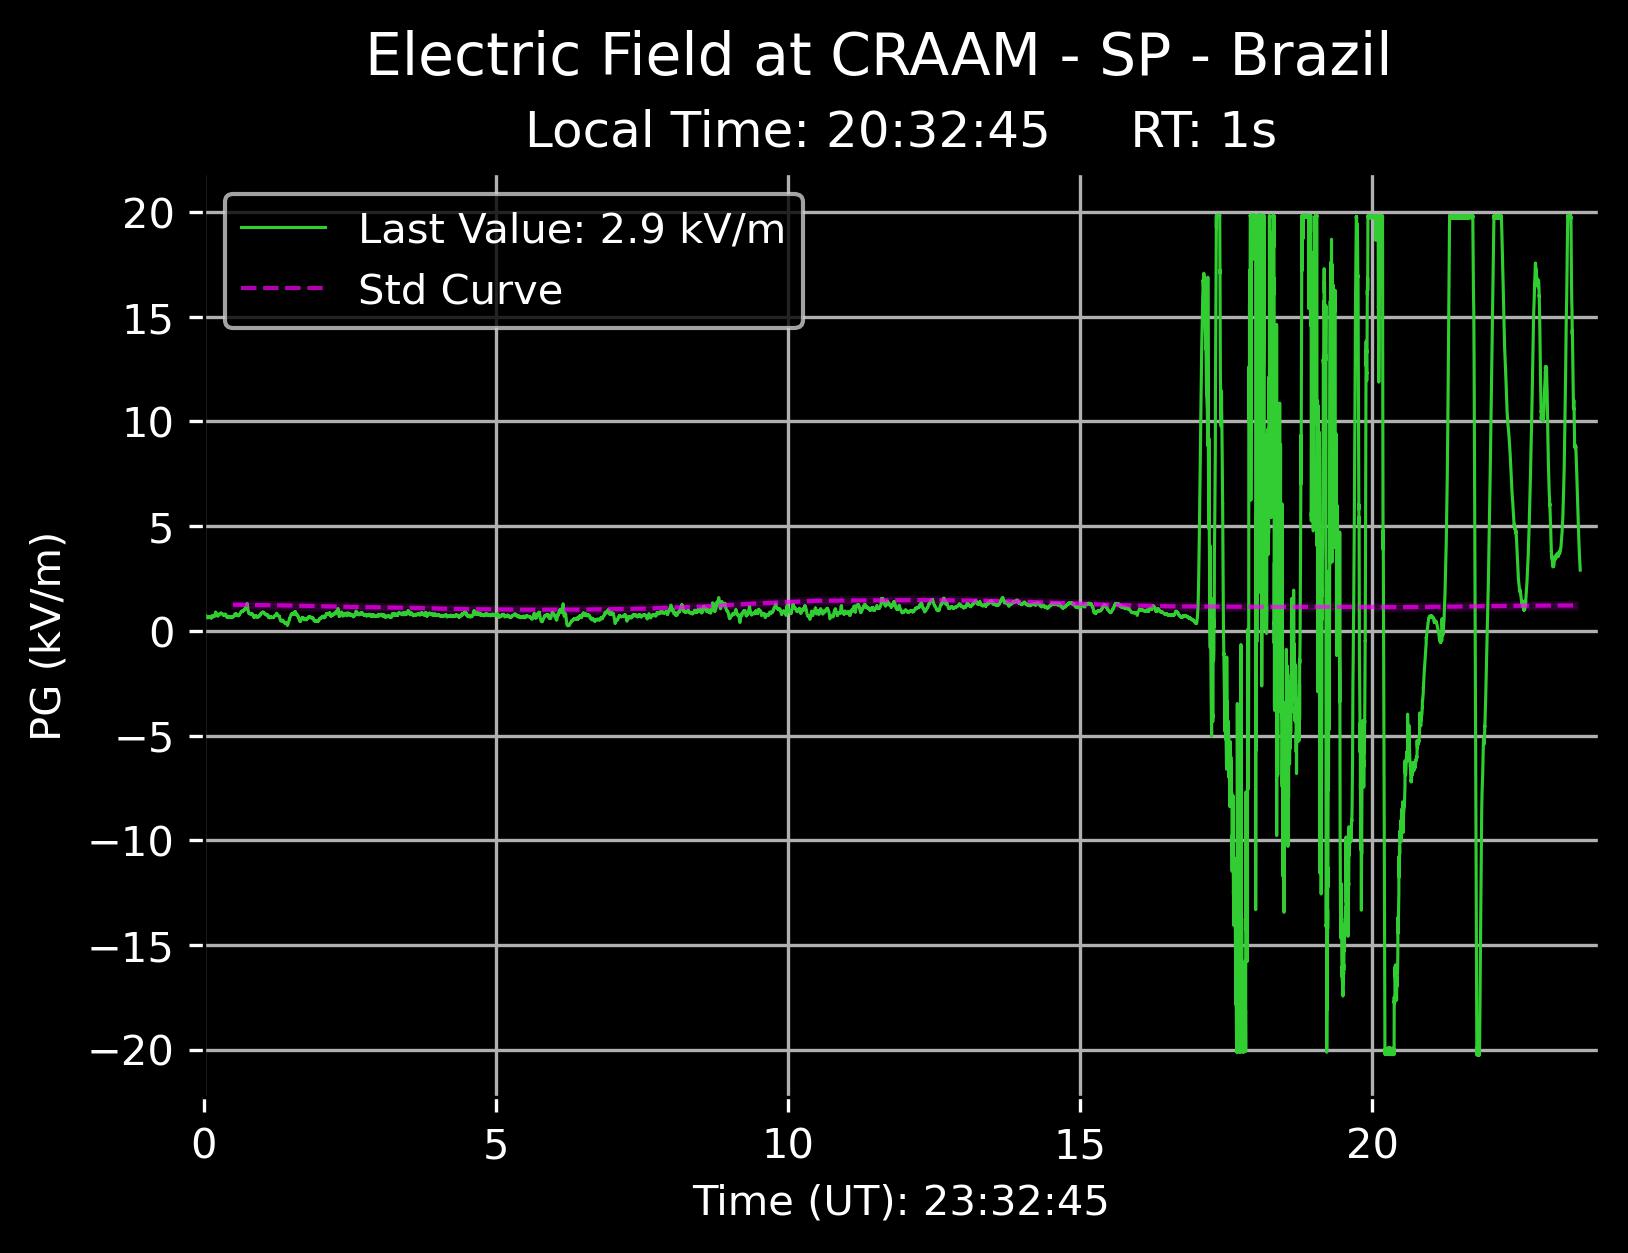 Electric Field at CRAAM - SP - Brazil
Local Time: 20:32:45 RT: 1s
Last Value: 2.9 kV/m
Std Curve
PG (kV/m)
20
15
10
5
0
−5
−10
−15
−20
0 5 10 15 20
Time (UT): 23:32:45